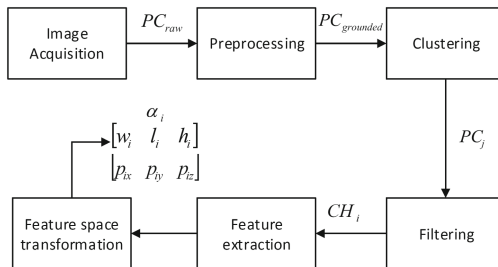 Image
Acquisition
PC_raw
Preprocessing
PC_grounded
Clustering
PC_j
Filtering
CH_i
Feature
extraction
Feature space
transformation
α_i
[w_i l_i h_i]
[p_ix p_iy p_iz]